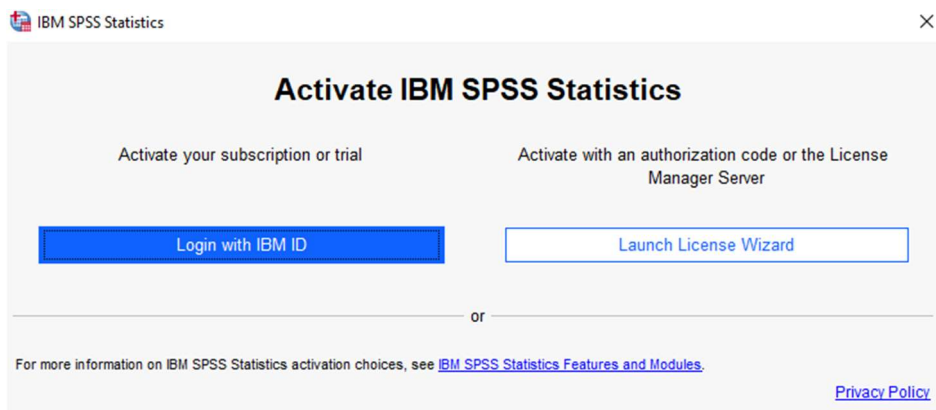 IBM SPSS Statistics
Activate IBM SPSS Statistics
Activate your subscription or trial
Activate with an authorization code or the License
Manager Server
Login with IBM ID
Launch License Wizard
or
For more information on IBM SPSS Statistics activation choices, see IBM SPSS Statistics Features and Modules.
Privacy Policy